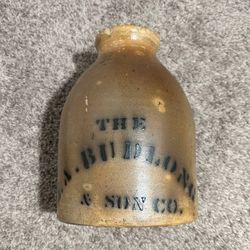 THE
J.A. BUDLONG
& SON CO.